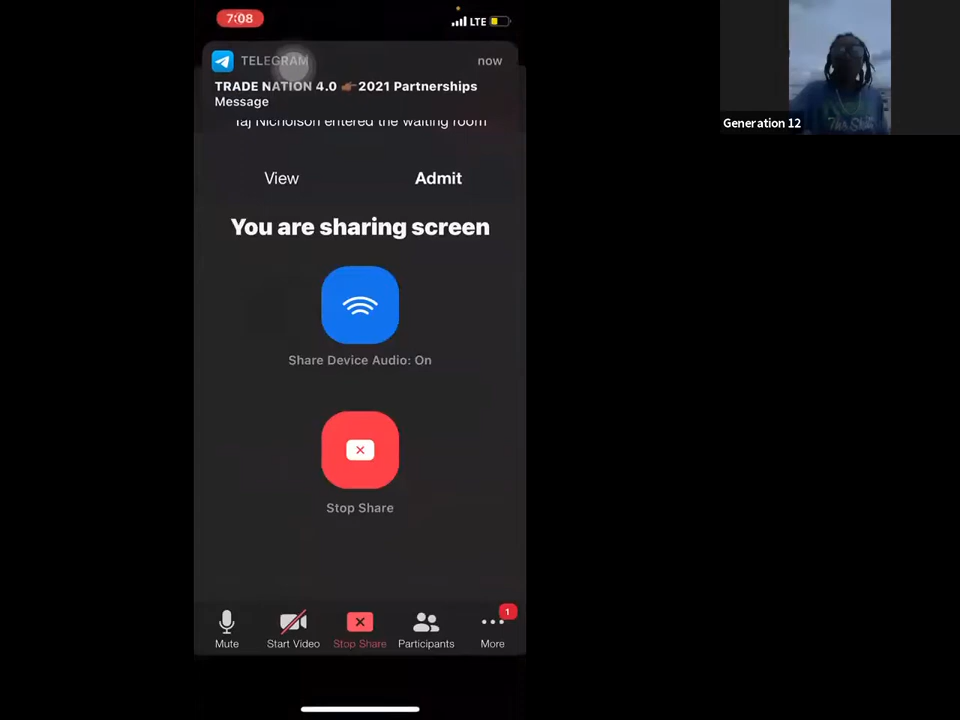 7:08
LTE
TELEGRAM
now
TRADE NATION 4.0 👉🏾2021 Partnerships
Message
Taj Nicholson entered the waiting room
View
Admit
You are sharing screen
Share Device Audio: On
Stop Share
Mute
Start Video
Stop Share
Participants
1
More
Generation 12